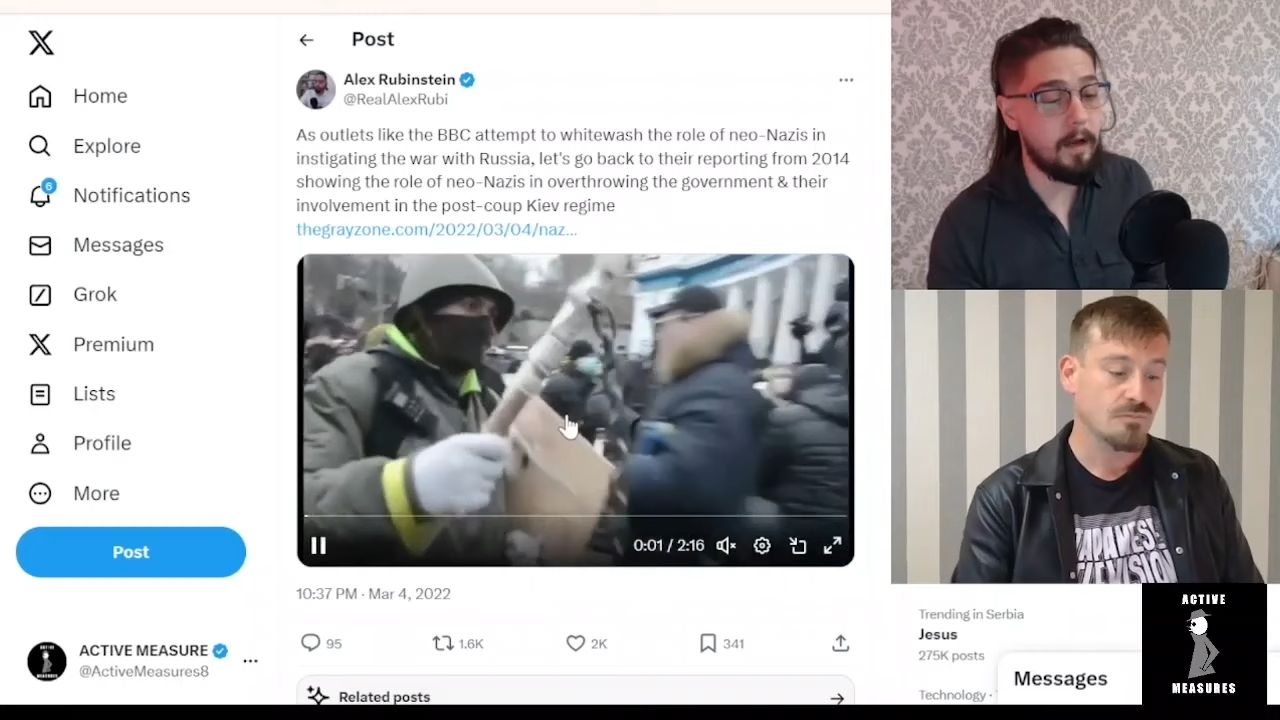 Home
Explore
6
Notifications
Messages
Grok
Premium
Lists
Profile
More
Post
ACTIVE MEASURE
@ActiveMeasures8
Post
Alex Rubinstein
@RealAlexRubi
As outlets like the BBC attempt to whitewash the role of neo-Nazis in
instigating the war with Russia, let's go back to their reporting from 2014
showing the role of neo-Nazis in overthrowing the government & their
involvement in the post-coup Kiev regime
thegrayzone.com/2022/03/04/naz...
0:01 / 2:16
10:37 PM · Mar 4, 2022
95
1.6K
2K
341
Related posts
JAPANESE
TELEVISION
Trending in Serbia
Jesus
275K posts
Technology ·
Messages
ACTIVE
MEASURES